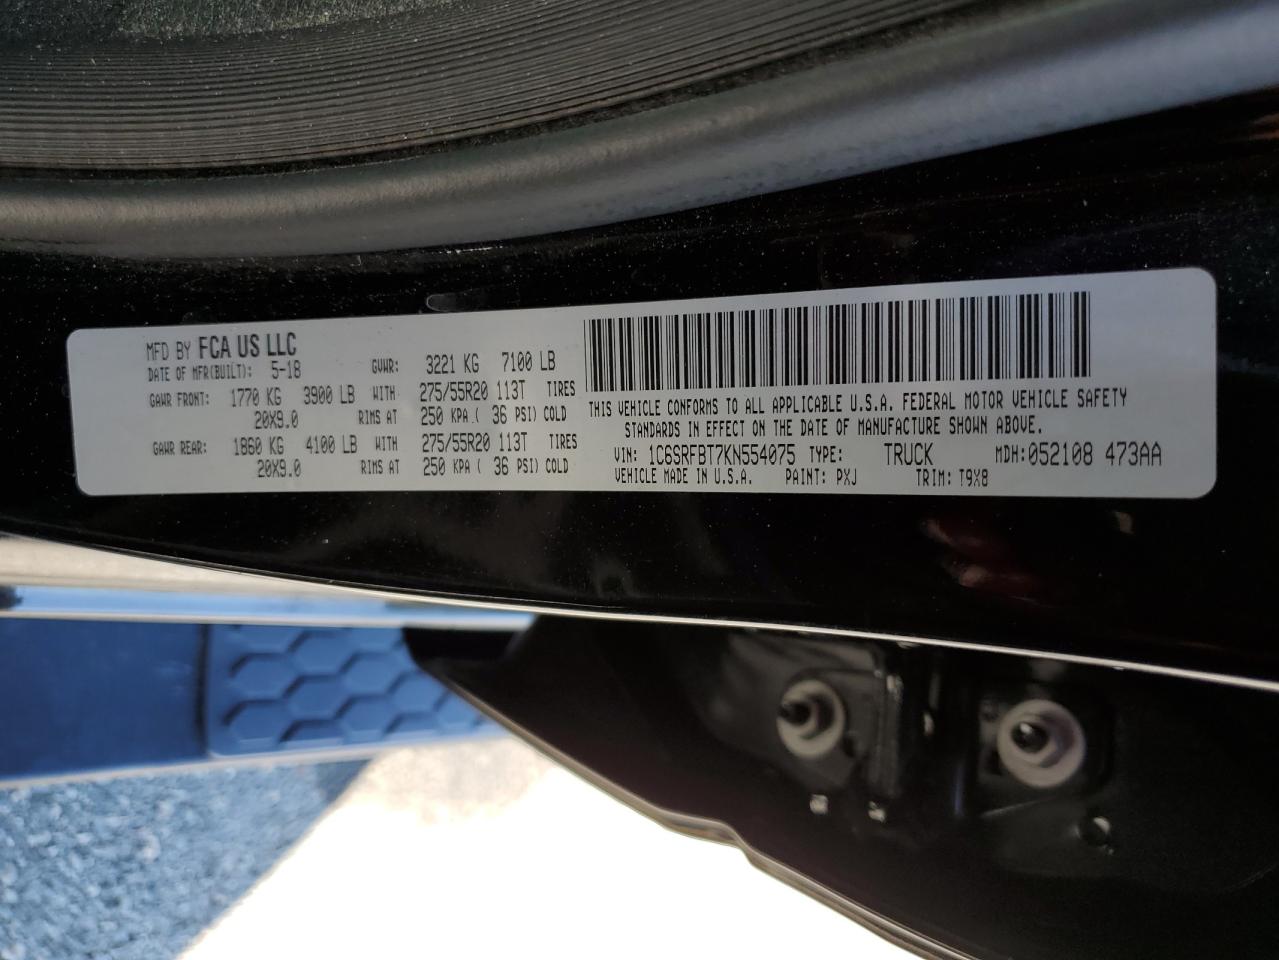 MFD BY FCA US LLC
DATE OF MFR(BUILT): 5-18 GVWR: 3221 KG 7100 LB
GAWR FRONT: 1770 KG 3900 LB WITH 275/55R20 113T TIRES
20X9.0 RIMS AT 250 KPA ( 36 PSI) COLD
GAWR REAR: 1860 KG 4100 LB WITH 275/55R20 113T TIRES
20X9.0 RIMS AT 250 KPA ( 36 PSI) COLD
THIS VEHICLE CONFORMS TO ALL APPLICABLE U.S.A. FEDERAL MOTOR VEHICLE SAFETY
STANDARDS IN EFFECT ON THE DATE OF MANUFACTURE SHOWN ABOVE.
VIN: 1C6SRFBT7KN554075 TYPE: TRUCK MDH:052108 473AA
VEHICLE MADE IN U.S.A. PAINT: PXJ TRIM: T9X8